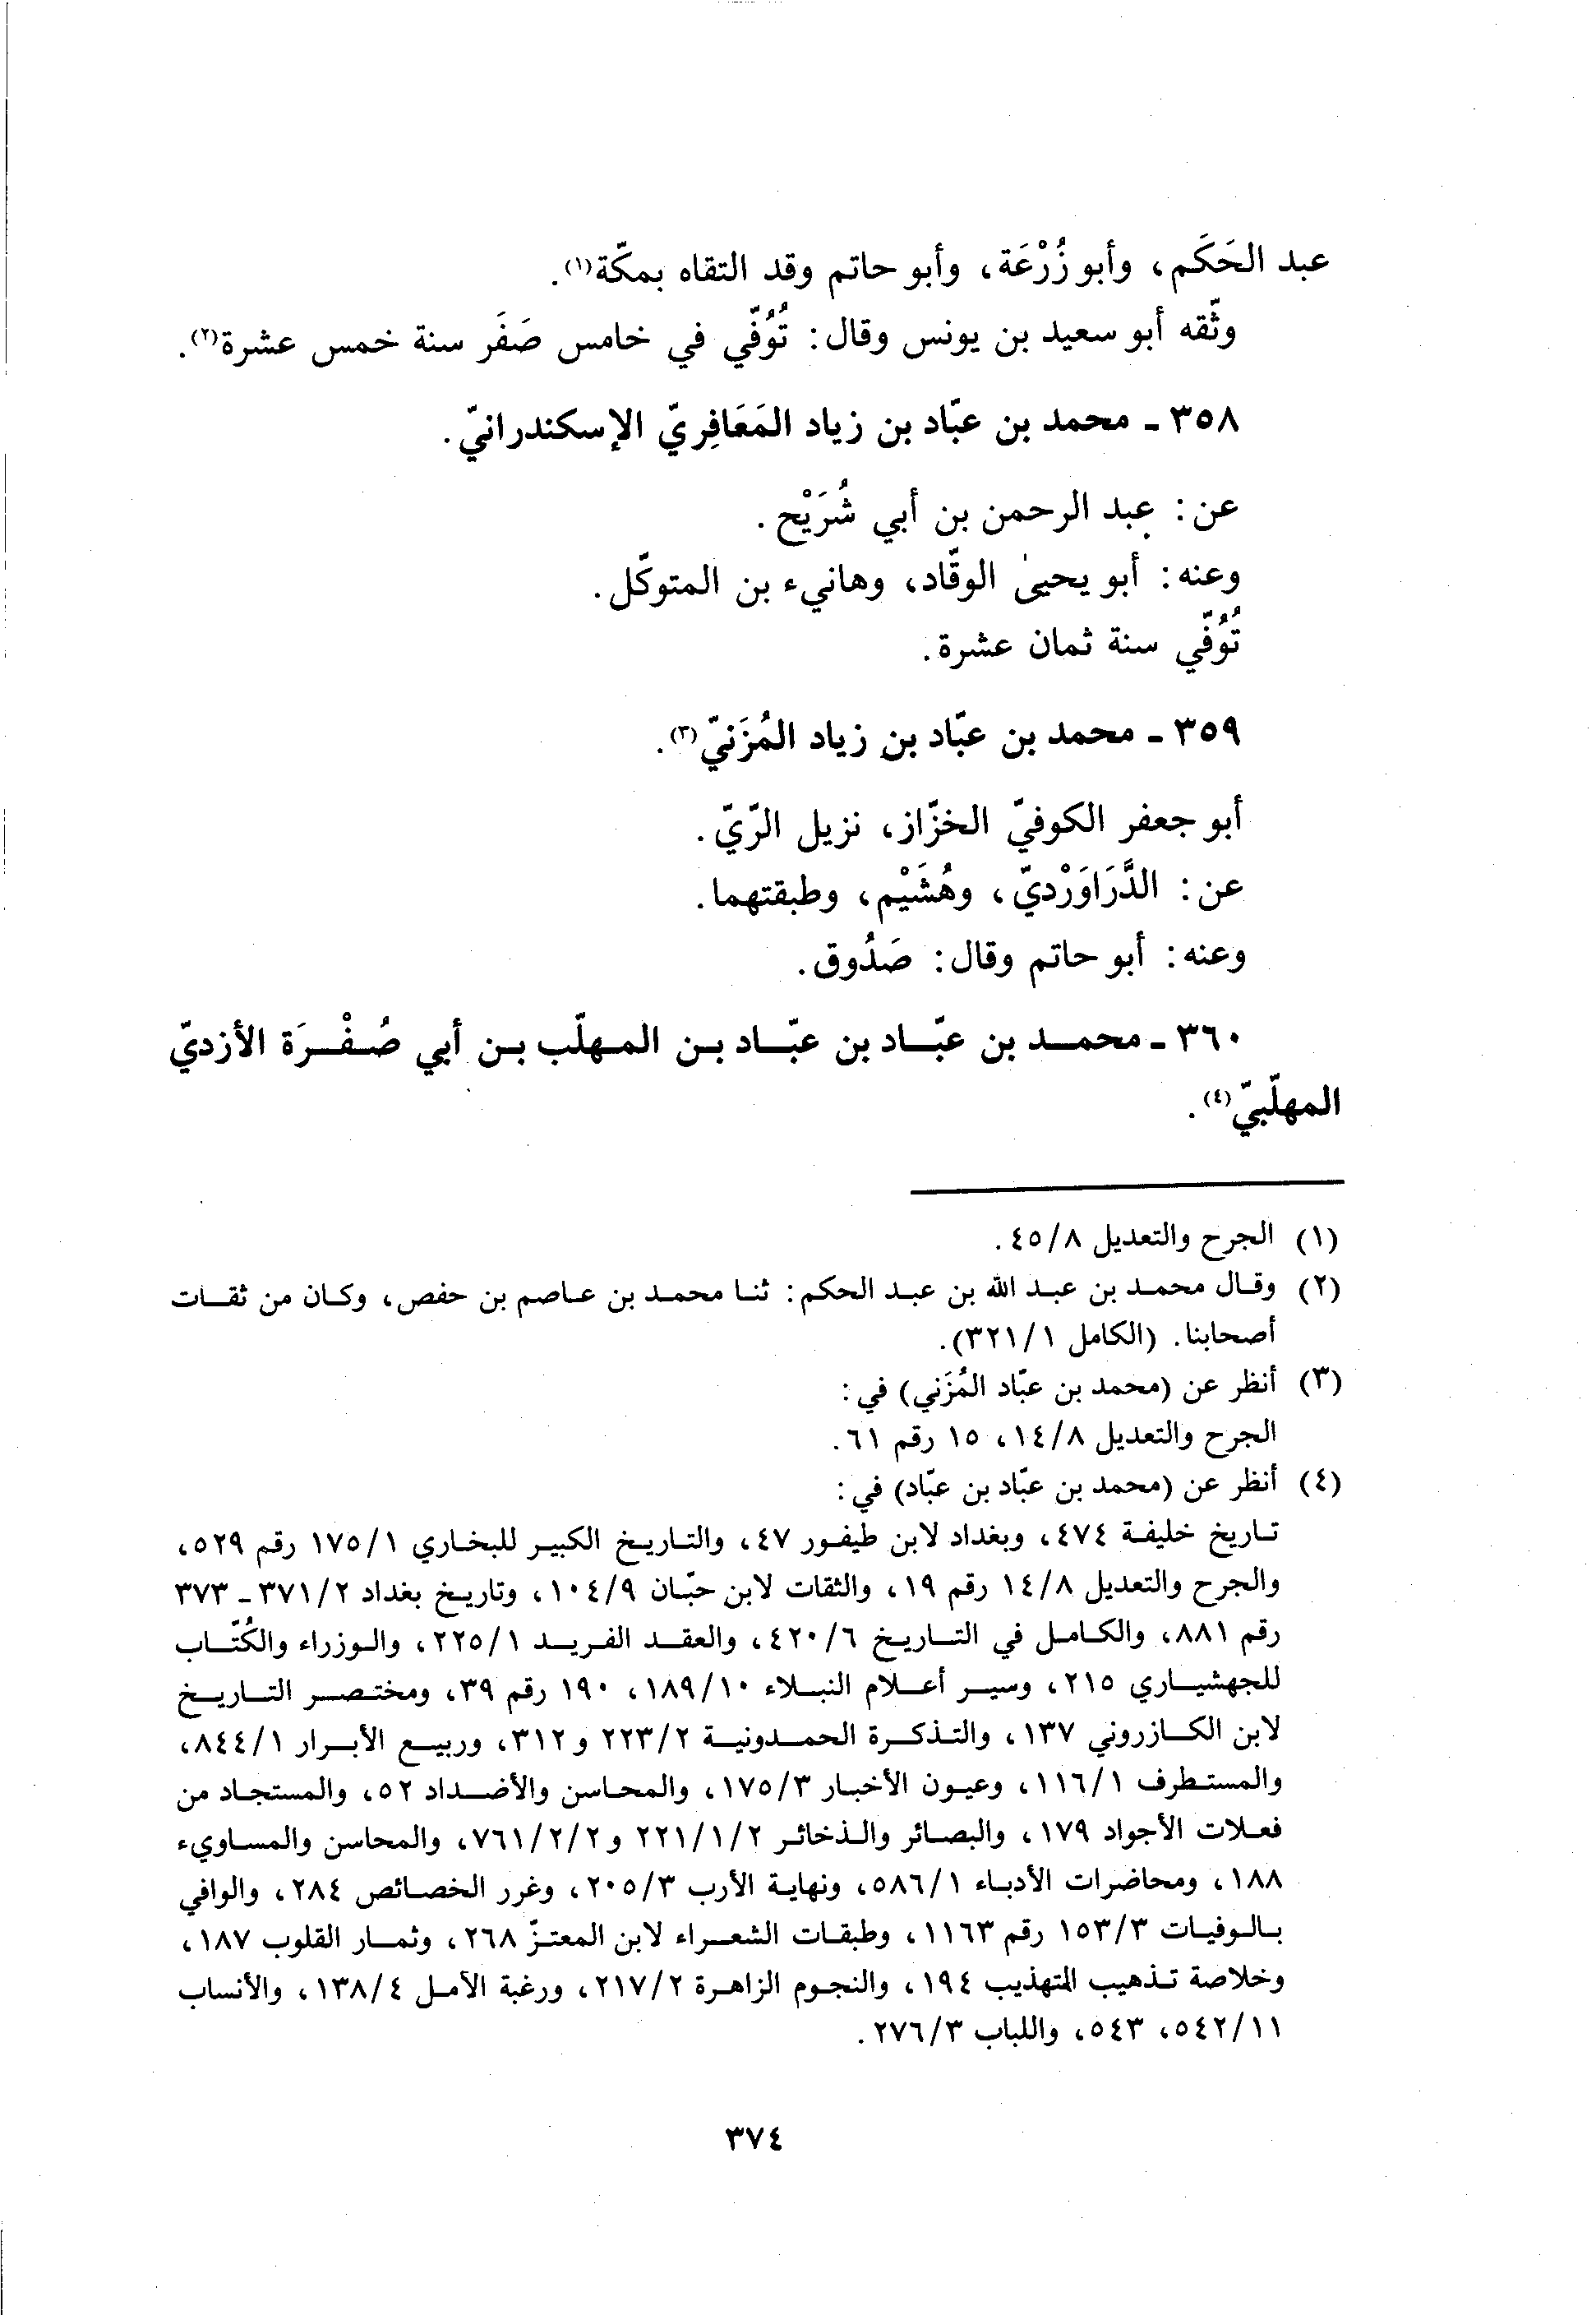 عبد الحَكَم، وأبو زُرْعَة، وأبو حاتم وقد التقاه بمكّة(١).
وثّقه أبو سعيد بن يونس وقال: تُوُفّي في خامس صَفَر سنة خمس عشرة(٢).
٣٥٨ - محمد بن عبّاد بن زياد المَعَافِريّ الإسكندرانيّ.
عن: عبد الرحمن بن أبي شُرَيْح.
وعنه: أبو يحيىٰ الوقّاد، وهانيء بن المتوكّل.
تُوُفّي سنة ثمان عشرة.
٣٥٩ - محمد بن عبّاد بن زياد المُزَنيّ(٣).
أبو جعفر الكوفيّ الخزّاز، نزيل الرّيّ.
عن: الدَّرَاوَرْديّ، وهُشَيْم، وطبقتهما.
وعنه: أبو حاتم وقال: صَدُوق.
٣٦٠ - محمد بن عبّاد بن عبّاد بن المهلّب بن أبي صُفْرَة الأزديّ
المهلّبيّ(٤).
(١) الجرح والتعديل ٤٥/٨.
(٢) وقال محمد بن عبد الله بن عبد الحكم: ثنا محمد بن عاصم بن حفص، وكان من ثقات
أصحابنا. (الكامل ٣٢١/١).
(٣) أنظر عن (محمد بن عبّاد المُزَني) في:
الجرح والتعديل ١٤/٨، ١٥ رقم ٦١.
(٤) أنظر عن (محمد بن عبّاد بن عبّاد) في:
تاريخ خليفة ٤٧٤، وبغداد لابن طيفور ٤٧، والتاريخ الكبير للبخاري ١٧٥/١ رقم ٥٢٩،
والجرح والتعديل ١٤/٨ رقم ١٩، والثقات لابن حبّان ١٠٤/٩، وتاريخ بغداد ٣٧١/٢ - ٣٧٣
رقم ٨٨١، والكامل في التاريخ ٤٢٠/٦، والعقد الفريد ٢٢٥/١، والوزراء والكُتّاب
للجهشياري ٢١٥، وسير أعلام النبلاء ١٨٩/١٠، ١٩٠ رقم ٣٩، ومختصر التاريخ
لابن الكازروني ١٣٧، والتذكرة الحمدونية ٢٢٣/٢ و ٣١٢، وربيع الأبرار ٨٤٤/١،
والمستطرف ١١٦/١، وعيون الأخبار ١٧٥/٣، والمحاسن والأضداد ٥٢، والمستجاد من
فعلات الأجواد ١٧٩، والبصائر والذخائر ٢٢١/١/٢ و٧٦١/٢/٢، والمحاسن والمساويء
١٨٨، ومحاضرات الأدباء ٥٨٦/١، ونهاية الأرب ٢٠٥/٣، وغرر الخصائص ٢٨٤، والوافي
بالوفيات ١٥٣/٣ رقم ١١٦٣، وطبقات الشعراء لابن المعتزّ ٢٦٨، وثمار القلوب ١٨٧،
وخلاصة تذهيب التهذيب ١٩٤، والنجوم الزاهرة ٢١٧/٢، ورغبة الأمل ١٣٨/٤، والأنساب
٥٤٢/١١، ٥٤٣، واللباب ٢٧٦/٣.
٣٧٤